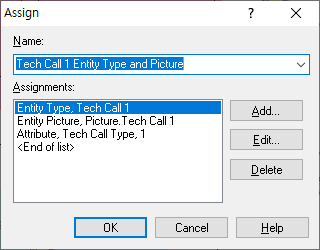 Assign
Name:
Tech Call 1 Entity Type and Picture
Assignments:
Entity Type, Tech Call 1
Entity Picture, Picture.Tech Call 1
Attribute, Tech Call Type, 1
<End of list>
Add...
Edit...
Delete
OK
Cancel
Help